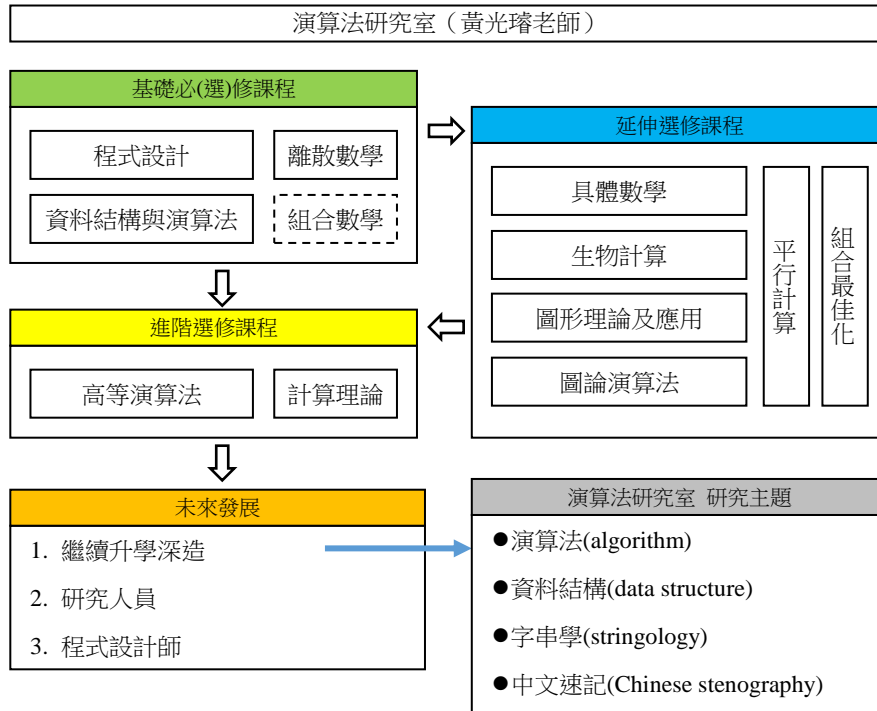 演算法研究室（黃光璿老師）
基礎必(選)修課程
程式設計
離散數學
資料結構與演算法
組合數學
延伸選修課程
具體數學
生物計算
圖形理論及應用
圖論演算法
平行計算
組合最佳化
進階選修課程
高等演算法
計算理論
未來發展
1. 繼續升學深造
2. 研究人員
3. 程式設計師
演算法研究室 研究主題
●演算法(algorithm)
●資料結構(data structure)
●字串學(stringology)
●中文速記(Chinese stenography)